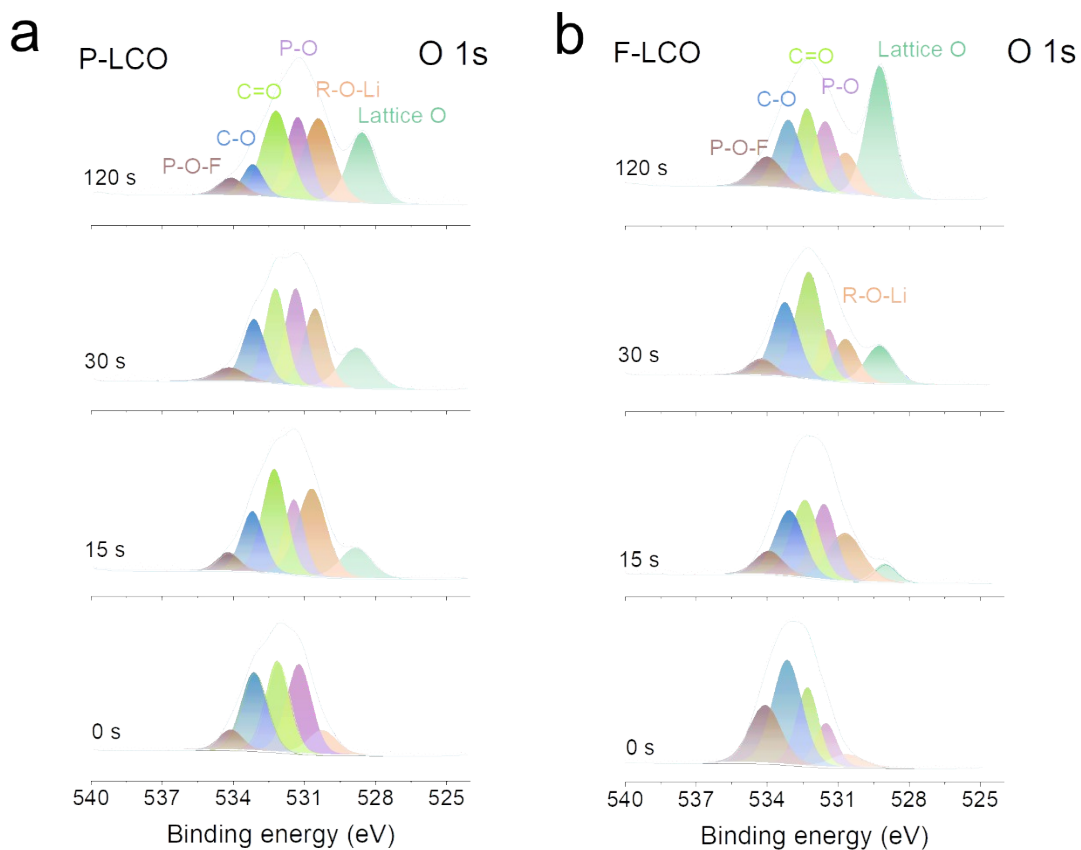 a
P-LCO
O 1s
P-O
C=O
R-O-Li
Lattice O
C-O
P-O-F
120 s
30 s
15 s
0 s
540 537 534 531 528 525
Binding energy (eV)
b
F-LCO
O 1s
C=O
Lattice O
P-O
C-O
P-O-F
120 s
R-O-Li
30 s
15 s
0 s
540 537 534 531 528 525
Binding energy (eV)